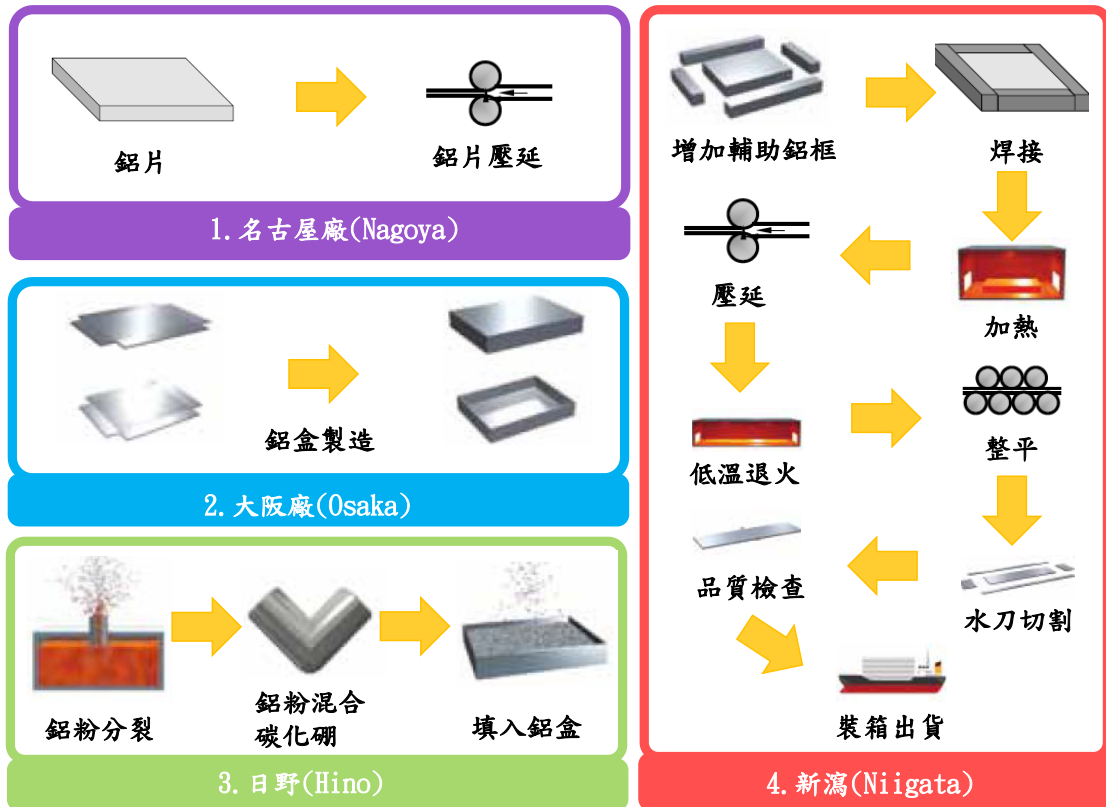 鋁片
鋁片壓延
1.名古屋廠(Nagoya)
鋁盒製造
2.大阪廠(Osaka)
鋁粉分裂
鋁粉混合
碳化硼
填入鋁盒
3.日野(Hino)
增加輔助鋁框
焊接
加熱
壓延
低溫退火
整平
水刀切割
品質檢查
裝箱出貨
4.新瀉(Niigata)